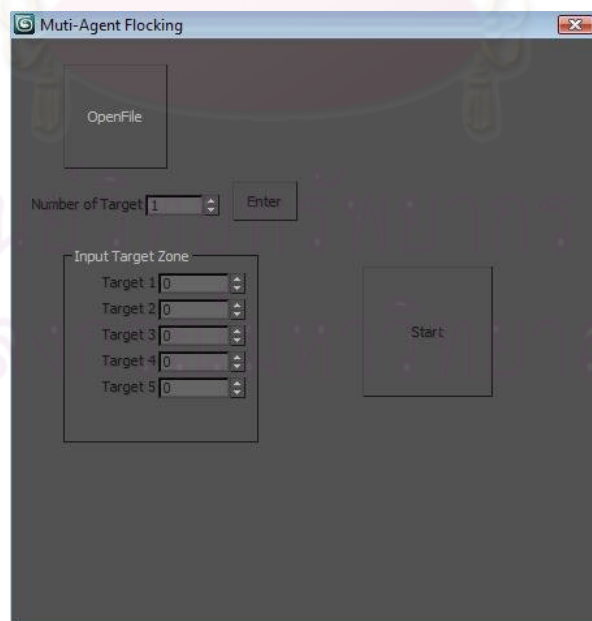 Muti-Agent Flocking
OpenFile
Number of Target 1 Enter
Input Target Zone
Target 1 0
Target 2 0
Target 3 0
Target 4 0
Target 5 0
Start